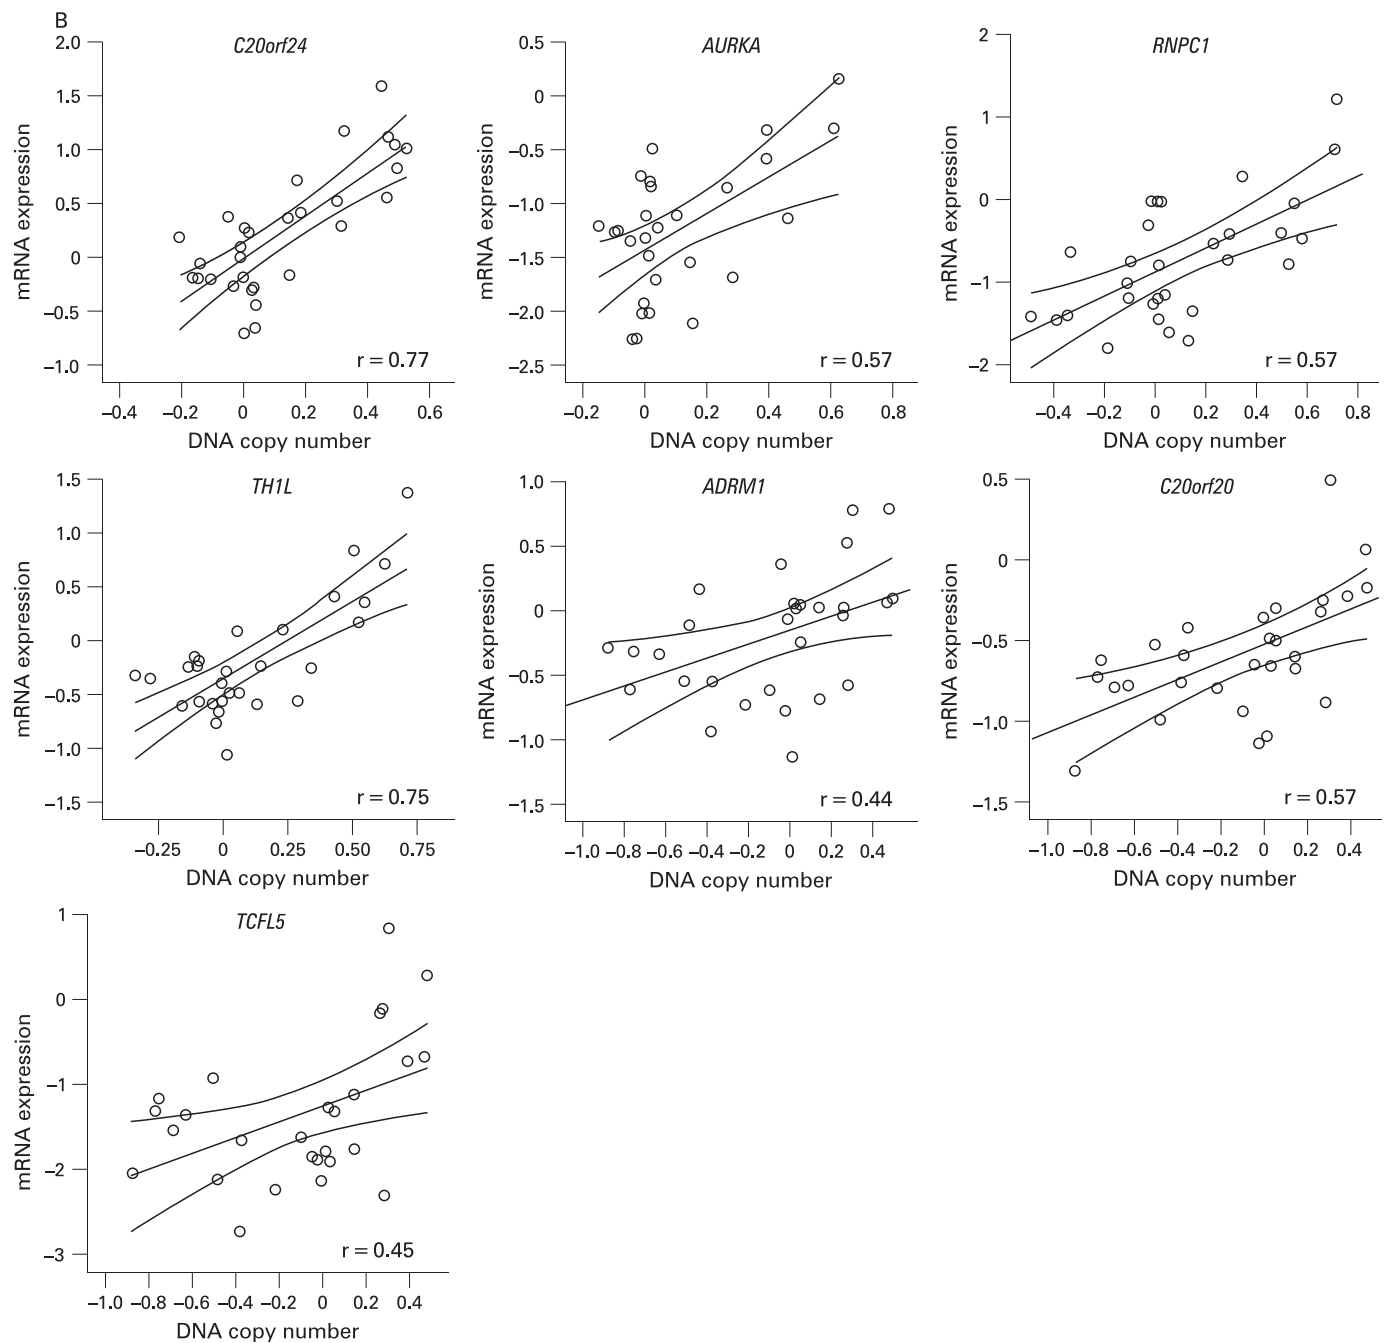 B
C20orf24
2.0
1.5
1.0
0.5
0
−0.5
−1.0
mRNA expression
r = 0.77
−0.4 −0.2 0 0.2 0.4 0.6
DNA copy number
AURKA
0.5
0
−0.5
−1.0
−1.5
−2.0
−2.5
mRNA expression
r = 0.57
−0.2 0 0.2 0.4 0.6
DNA copy number
RNPC1
2
1
0
−1
−2
mRNA expression
r = 0.57
−0.4 −0.2 0 0.2 0.4 0.6 0.8
DNA copy number
TH1L
1.5
1.0
0.5
0
−0.5
−1.0
−1.5
mRNA expression
r = 0.75
−0.25 0 0.25 0.50 0.75
DNA copy number
ADRM1
1.0
0.5
0
−0.5
−1.0
−1.5
mRNA expression
r = 0.44
−1.0 −0.8 −0.6 −0.4 −0.2 0 0.2 0.4
DNA copy number
C20orf20
0.5
0
−0.5
−1.0
−1.5
mRNA expression
r = 0.57
−1.0 −0.8 −0.6 −0.4 −0.2 0 0.2 0.4
DNA copy number
TCFL5
1
0
−1
−2
−3
mRNA expression
r = 0.45
−1.0 −0.8 −0.6 −0.4 −0.2 0 0.2 0.4
DNA copy number